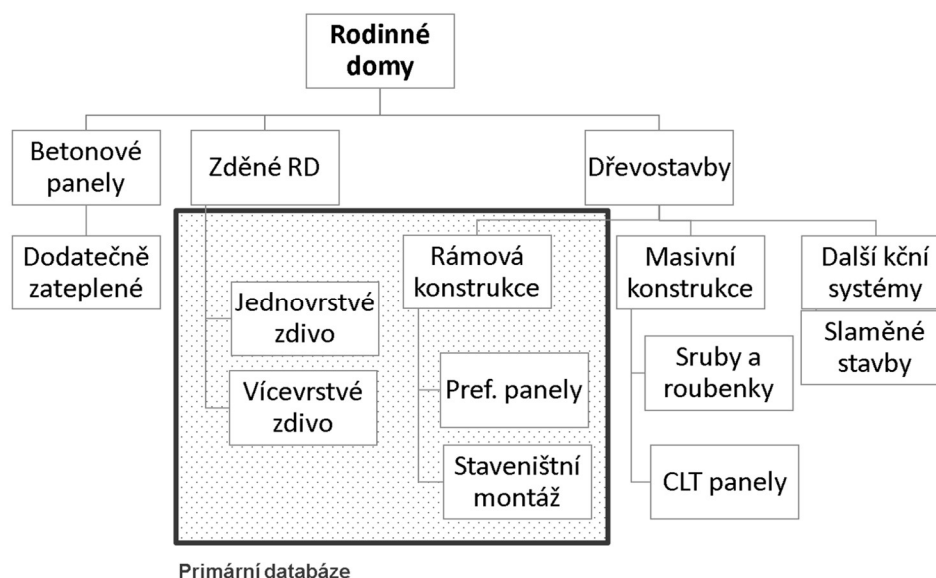 Rodinné
domy
Betonové
panely
Zděné RD
Dřevostavby
Dodatečně
zateplené
Jednovrstvé
zdivo
Vícevrstvé
zdivo
Rámová
konstrukce
Pref. panely
Staveništní
montáž
Masivní
konstrukce
Sruby a
roubenky
CLT panely
Další kční
systémy
Slaměné
stavby
Primární databáze